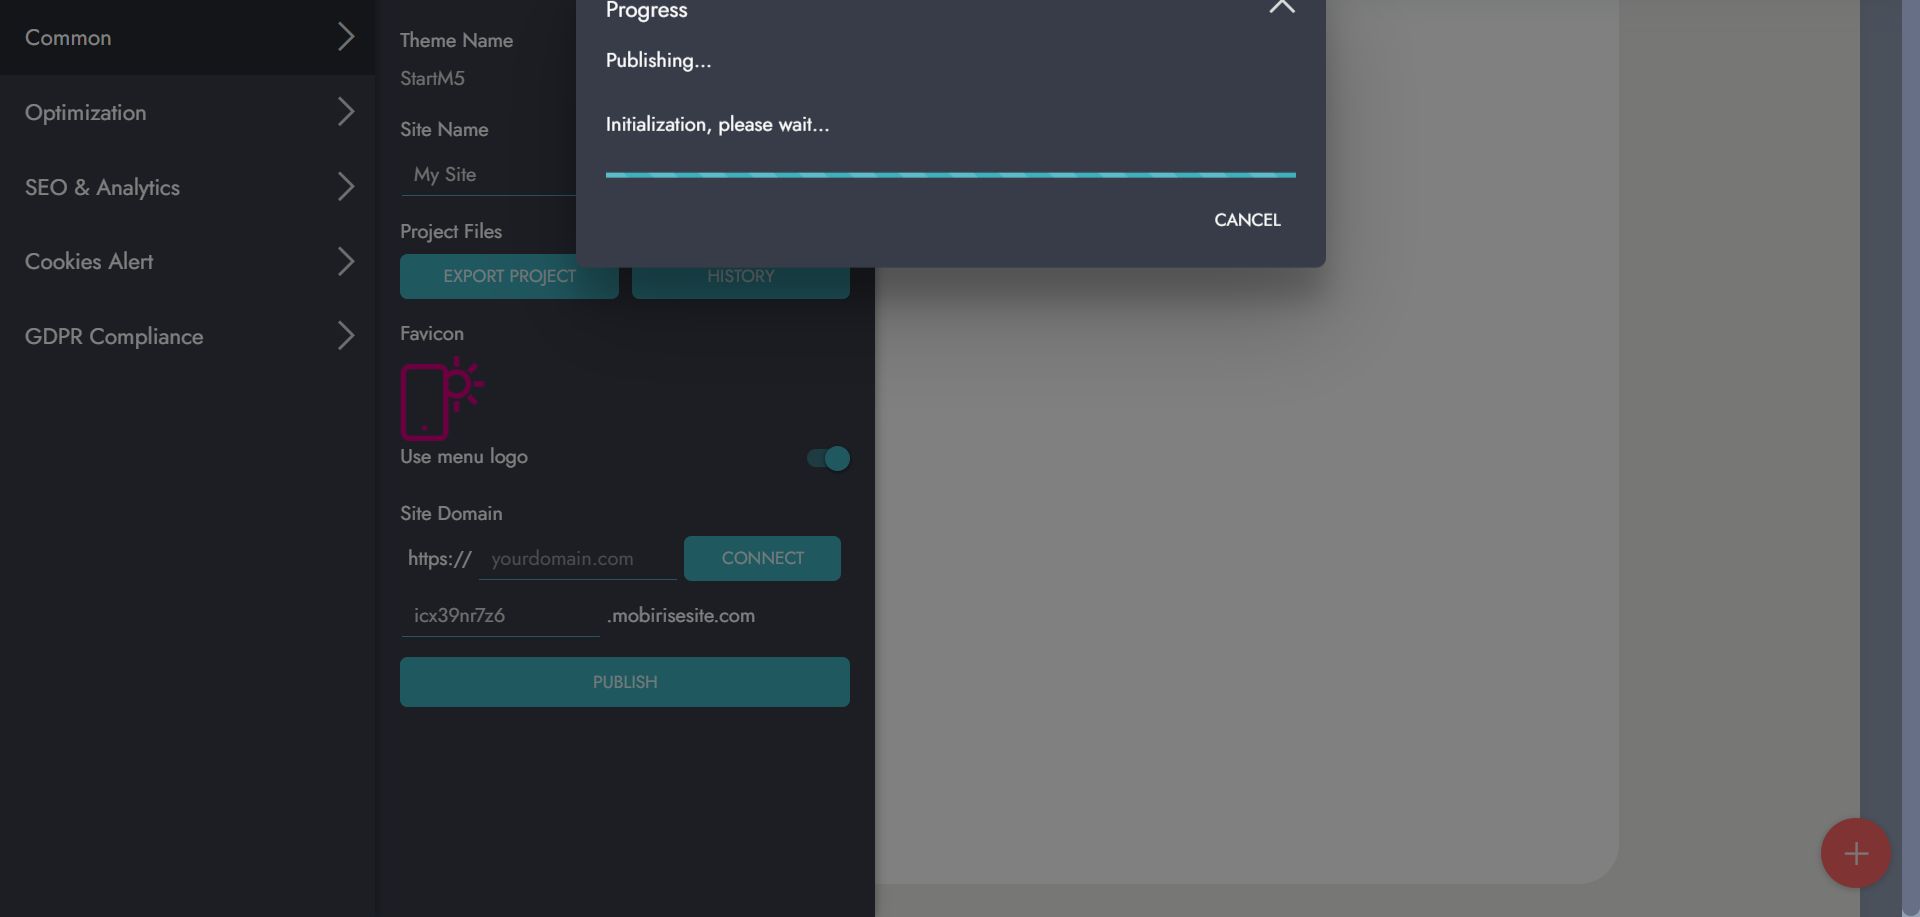 Common
Optimization
SEO & Analytics
Cookies Alert
GDPR Compliance
Theme Name
StartM5
Site Name
My Site
Project Files
EXPORT PROJECT
HISTORY
Favicon
Use menu logo
Site Domain
https:// yourdomain.com CONNECT
icx39nr7z6 .mobirisesite.com
PUBLISH
Progress
Publishing...
Initialization, please wait...
CANCEL